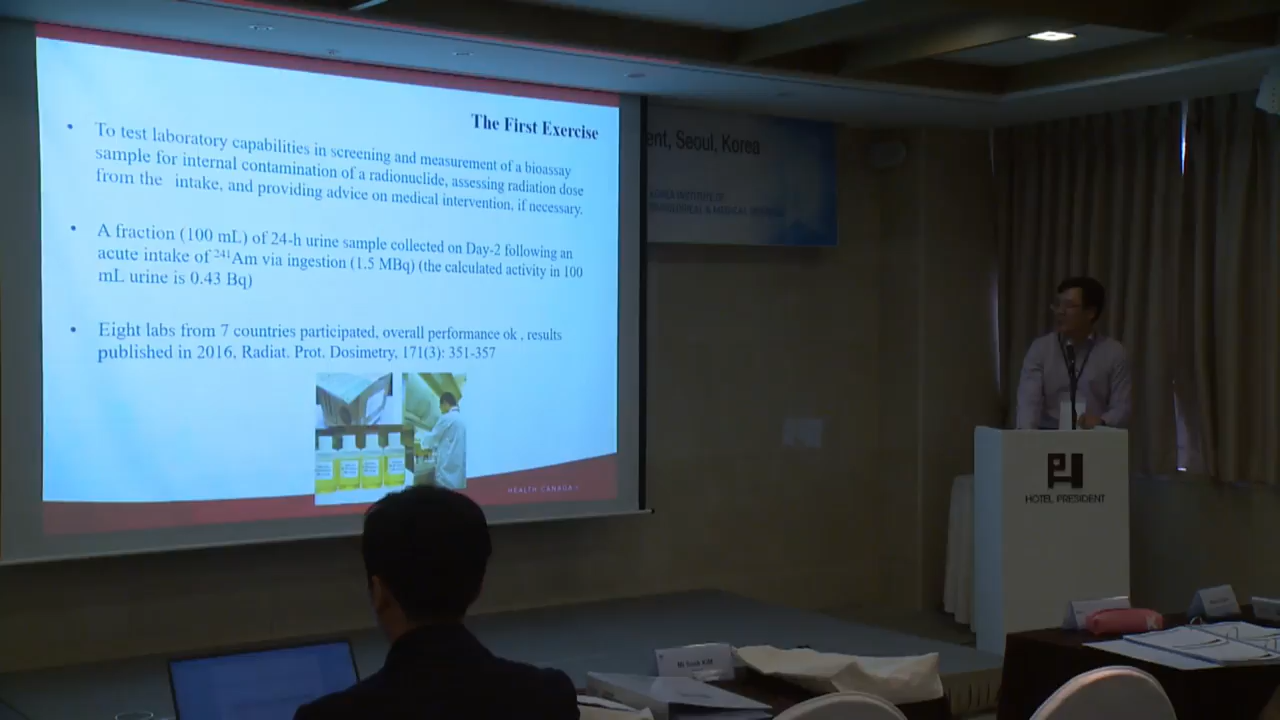 The First Exercise
• To test laboratory capabilities in screening and measurement of a bioassay
sample for internal contamination of a radionuclide, assessing radiation dose
from the intake, and providing advice on medical intervention, if necessary.
• A fraction (100 mL) of 24-h urine sample collected on Day-2 following an
acute intake of ²⁴¹Am via ingestion (1.5 MBq) (the calculated activity in 100
mL urine is 0.43 Bq)
• Eight labs from 7 countries participated, overall performance ok , results
published in 2016, Radiat. Prot. Dosimetry, 171(3): 351-357
HEALTH CANADA
ent, Seoul, Korea
KOREA INSTITUTE OF
& MEDICAL
HOTEL PRESIDENT